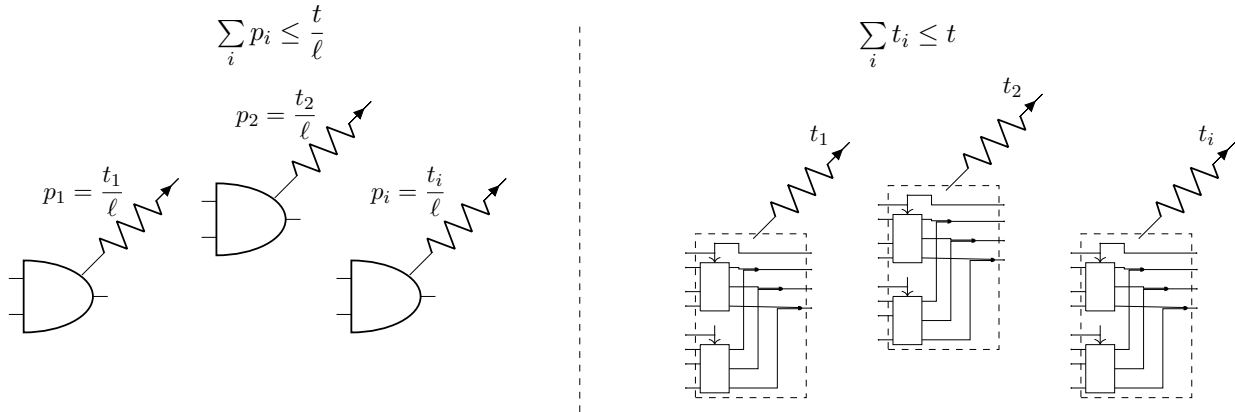 ∑_i p_i ≤ t/ℓ
p_2 = t_2/ℓ
p_1 = t_1/ℓ
p_i = t_i/ℓ
∑_i t_i ≤ t
t_2
t_1
t_i